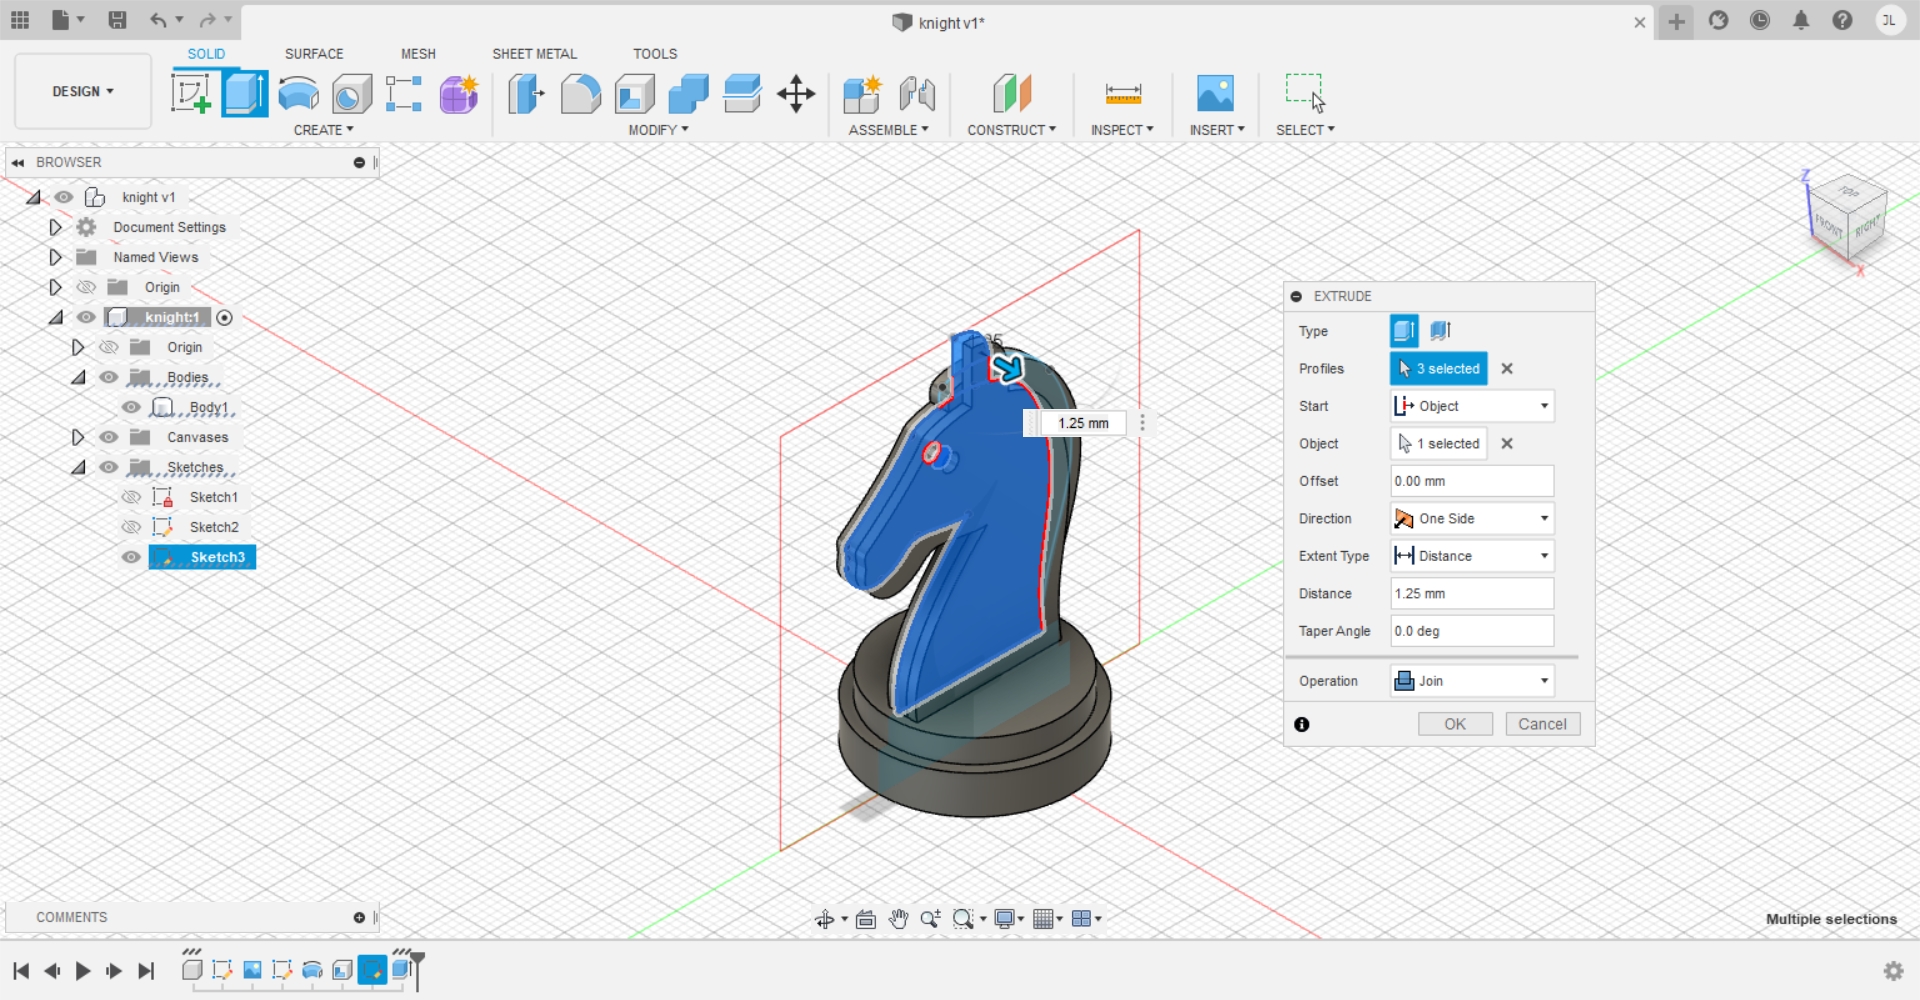 knight v1*
JL
SOLID
SURFACE
MESH
SHEET METAL
TOOLS
DESIGN
CREATE
MODIFY
ASSEMBLE
CONSTRUCT
INSPECT
INSERT
SELECT
BROWSER
knight v1
Document Settings
Named Views
Origin
knight:1
Origin
Bodies
Body1
Canvases
Sketches
Sketch1
Sketch2
Sketch3
1.25 mm
Z
TOP
FRONT
RIGHT
X
EXTRUDE
Type
Profiles
3 selected
Start
Object
Object
1 selected
Offset
0.00 mm
Direction
One Side
Extent Type
Distance
Distance
1.25 mm
Taper Angle
0.0 deg
Operation
Join
OK
Cancel
COMMENTS
Multiple selections